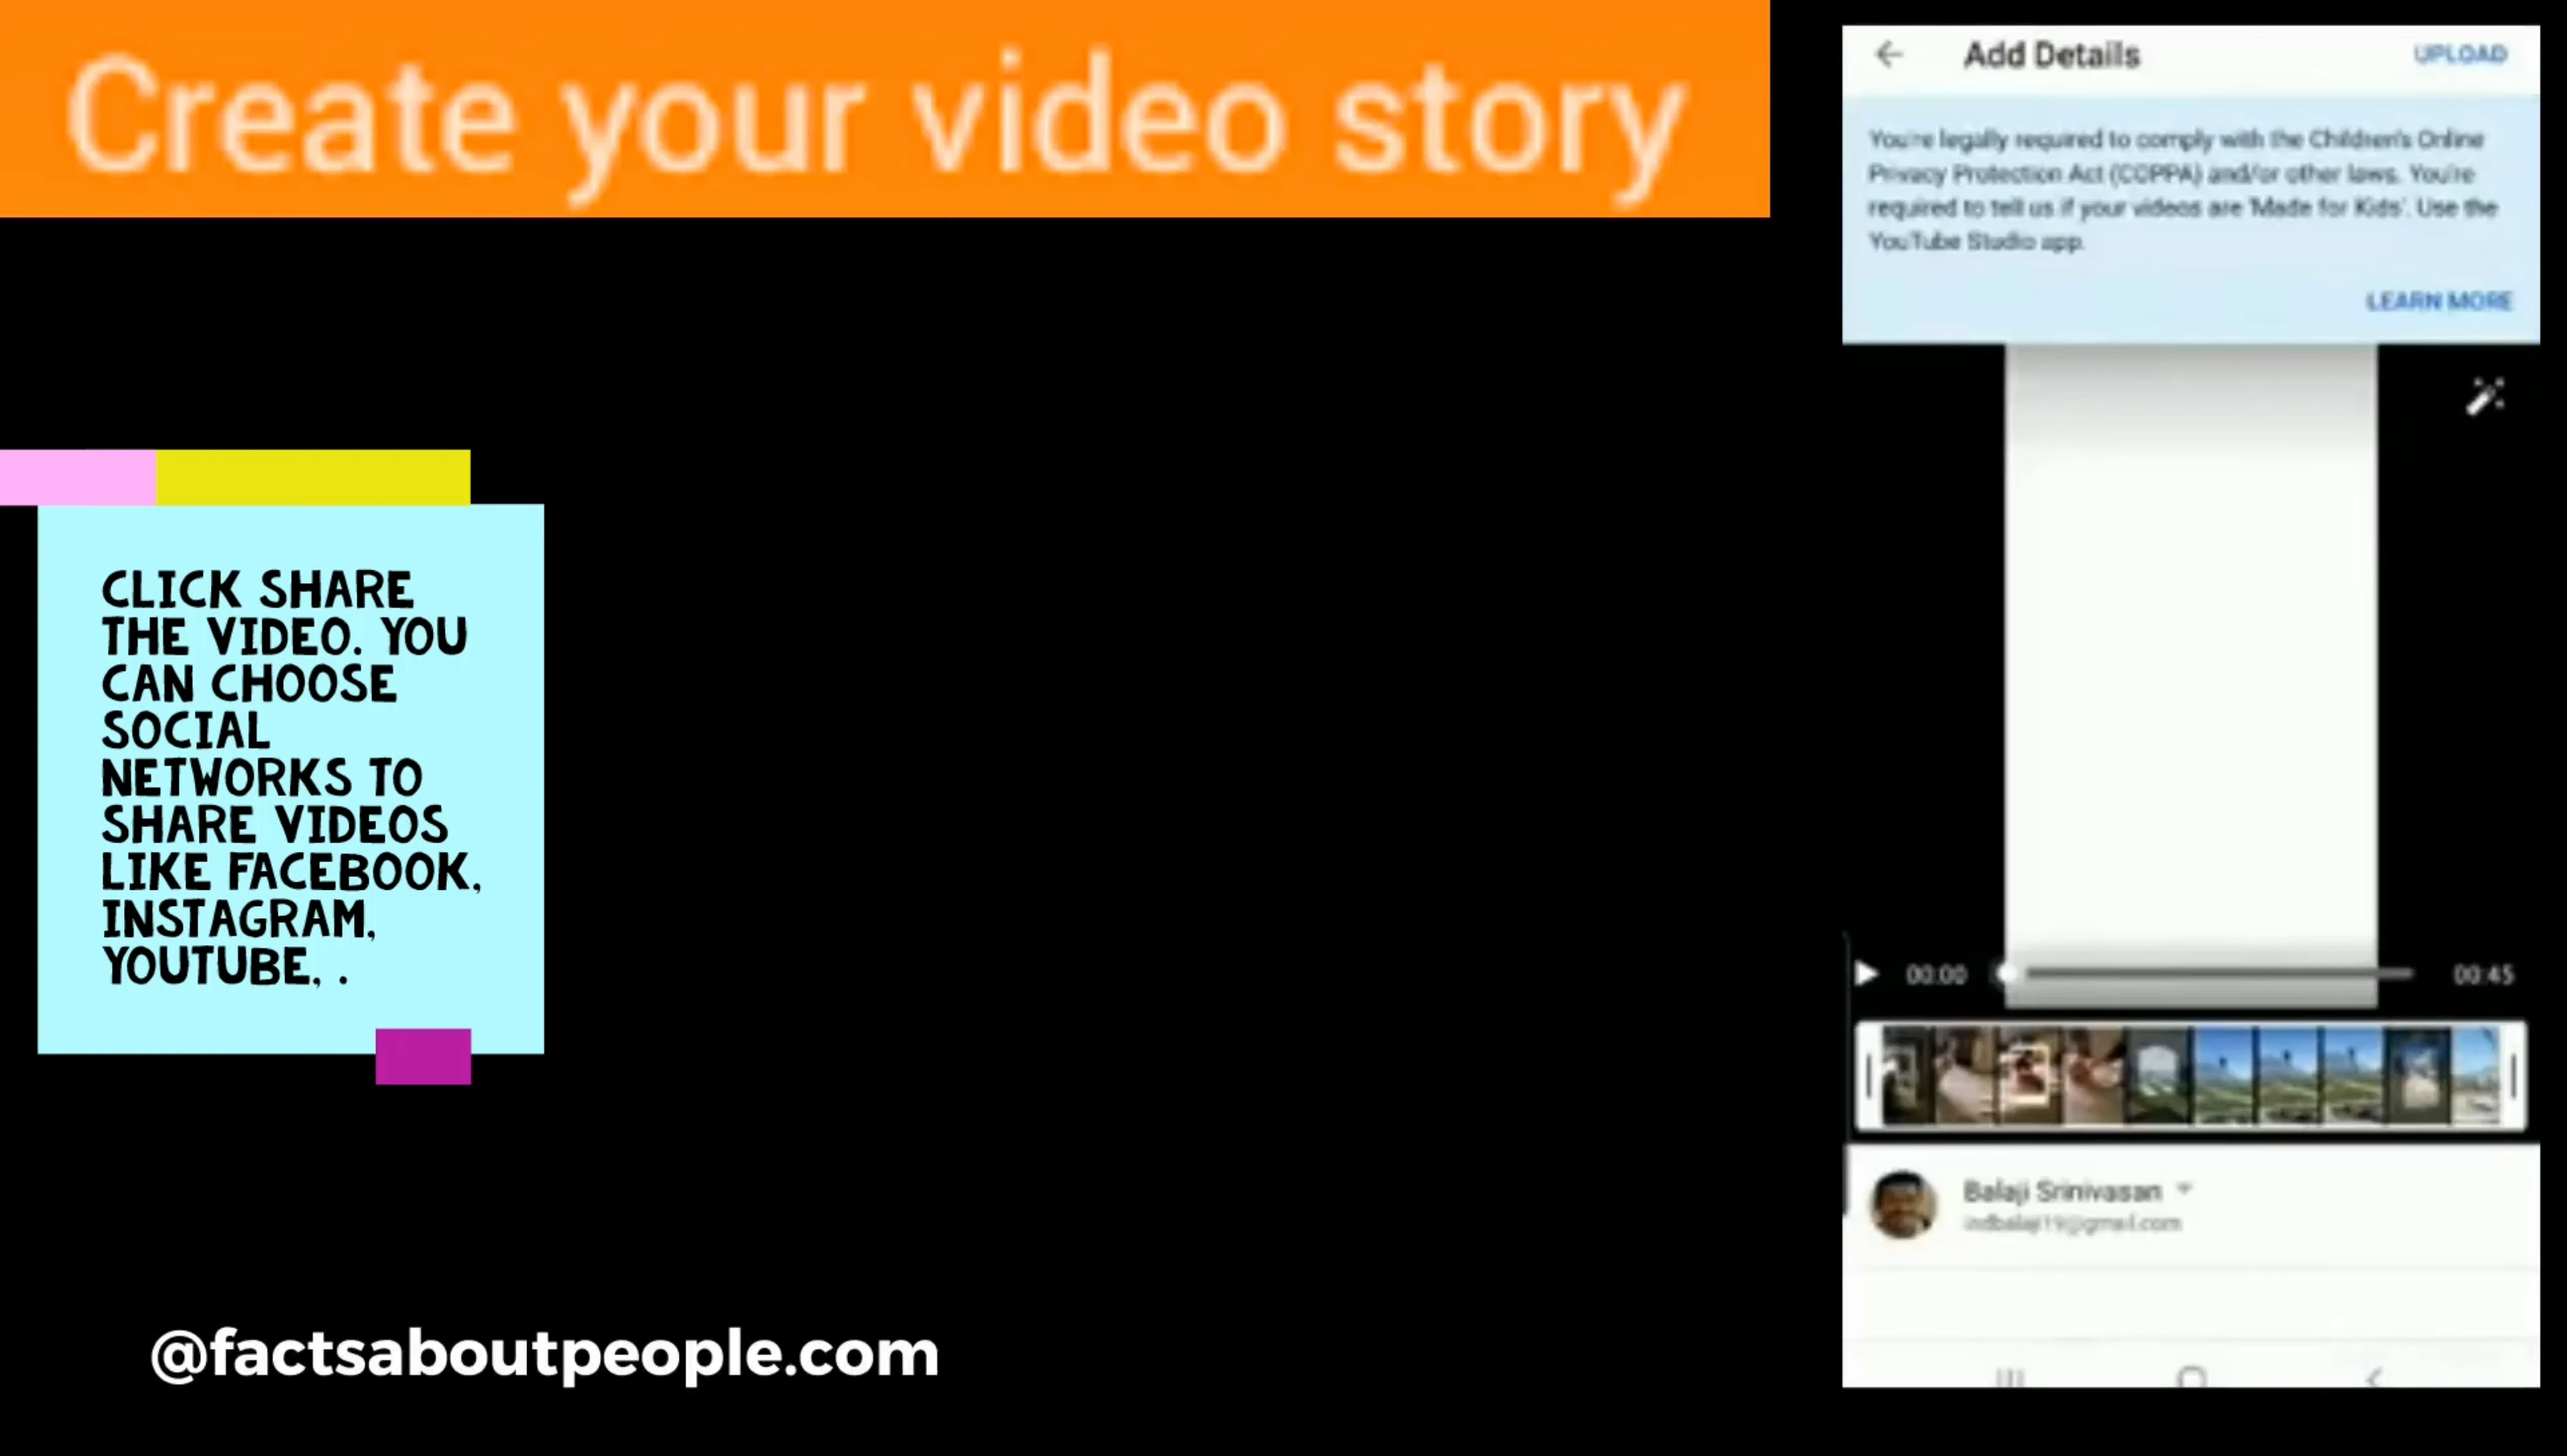 Create your video story
CLICK SHARE
THE VIDEO. YOU
CAN CHOOSE
SOCIAL
NETWORKS TO
SHARE VIDEOS
LIKE FACEBOOK,
INSTAGRAM,
YOUTUBE, .
@factsaboutpeople.com
Add Details
UPLOAD
You're legally required to comply with the Children's Online
Privacy Protection Act (COPPA) and/or other laws. You're
required to tell us if your videos are 'Made for Kids'. Use the
YouTube Studio app.
LEARN MORE
00:00
00:45
Balaji Srinivasan
indbalaji19@gmail.com